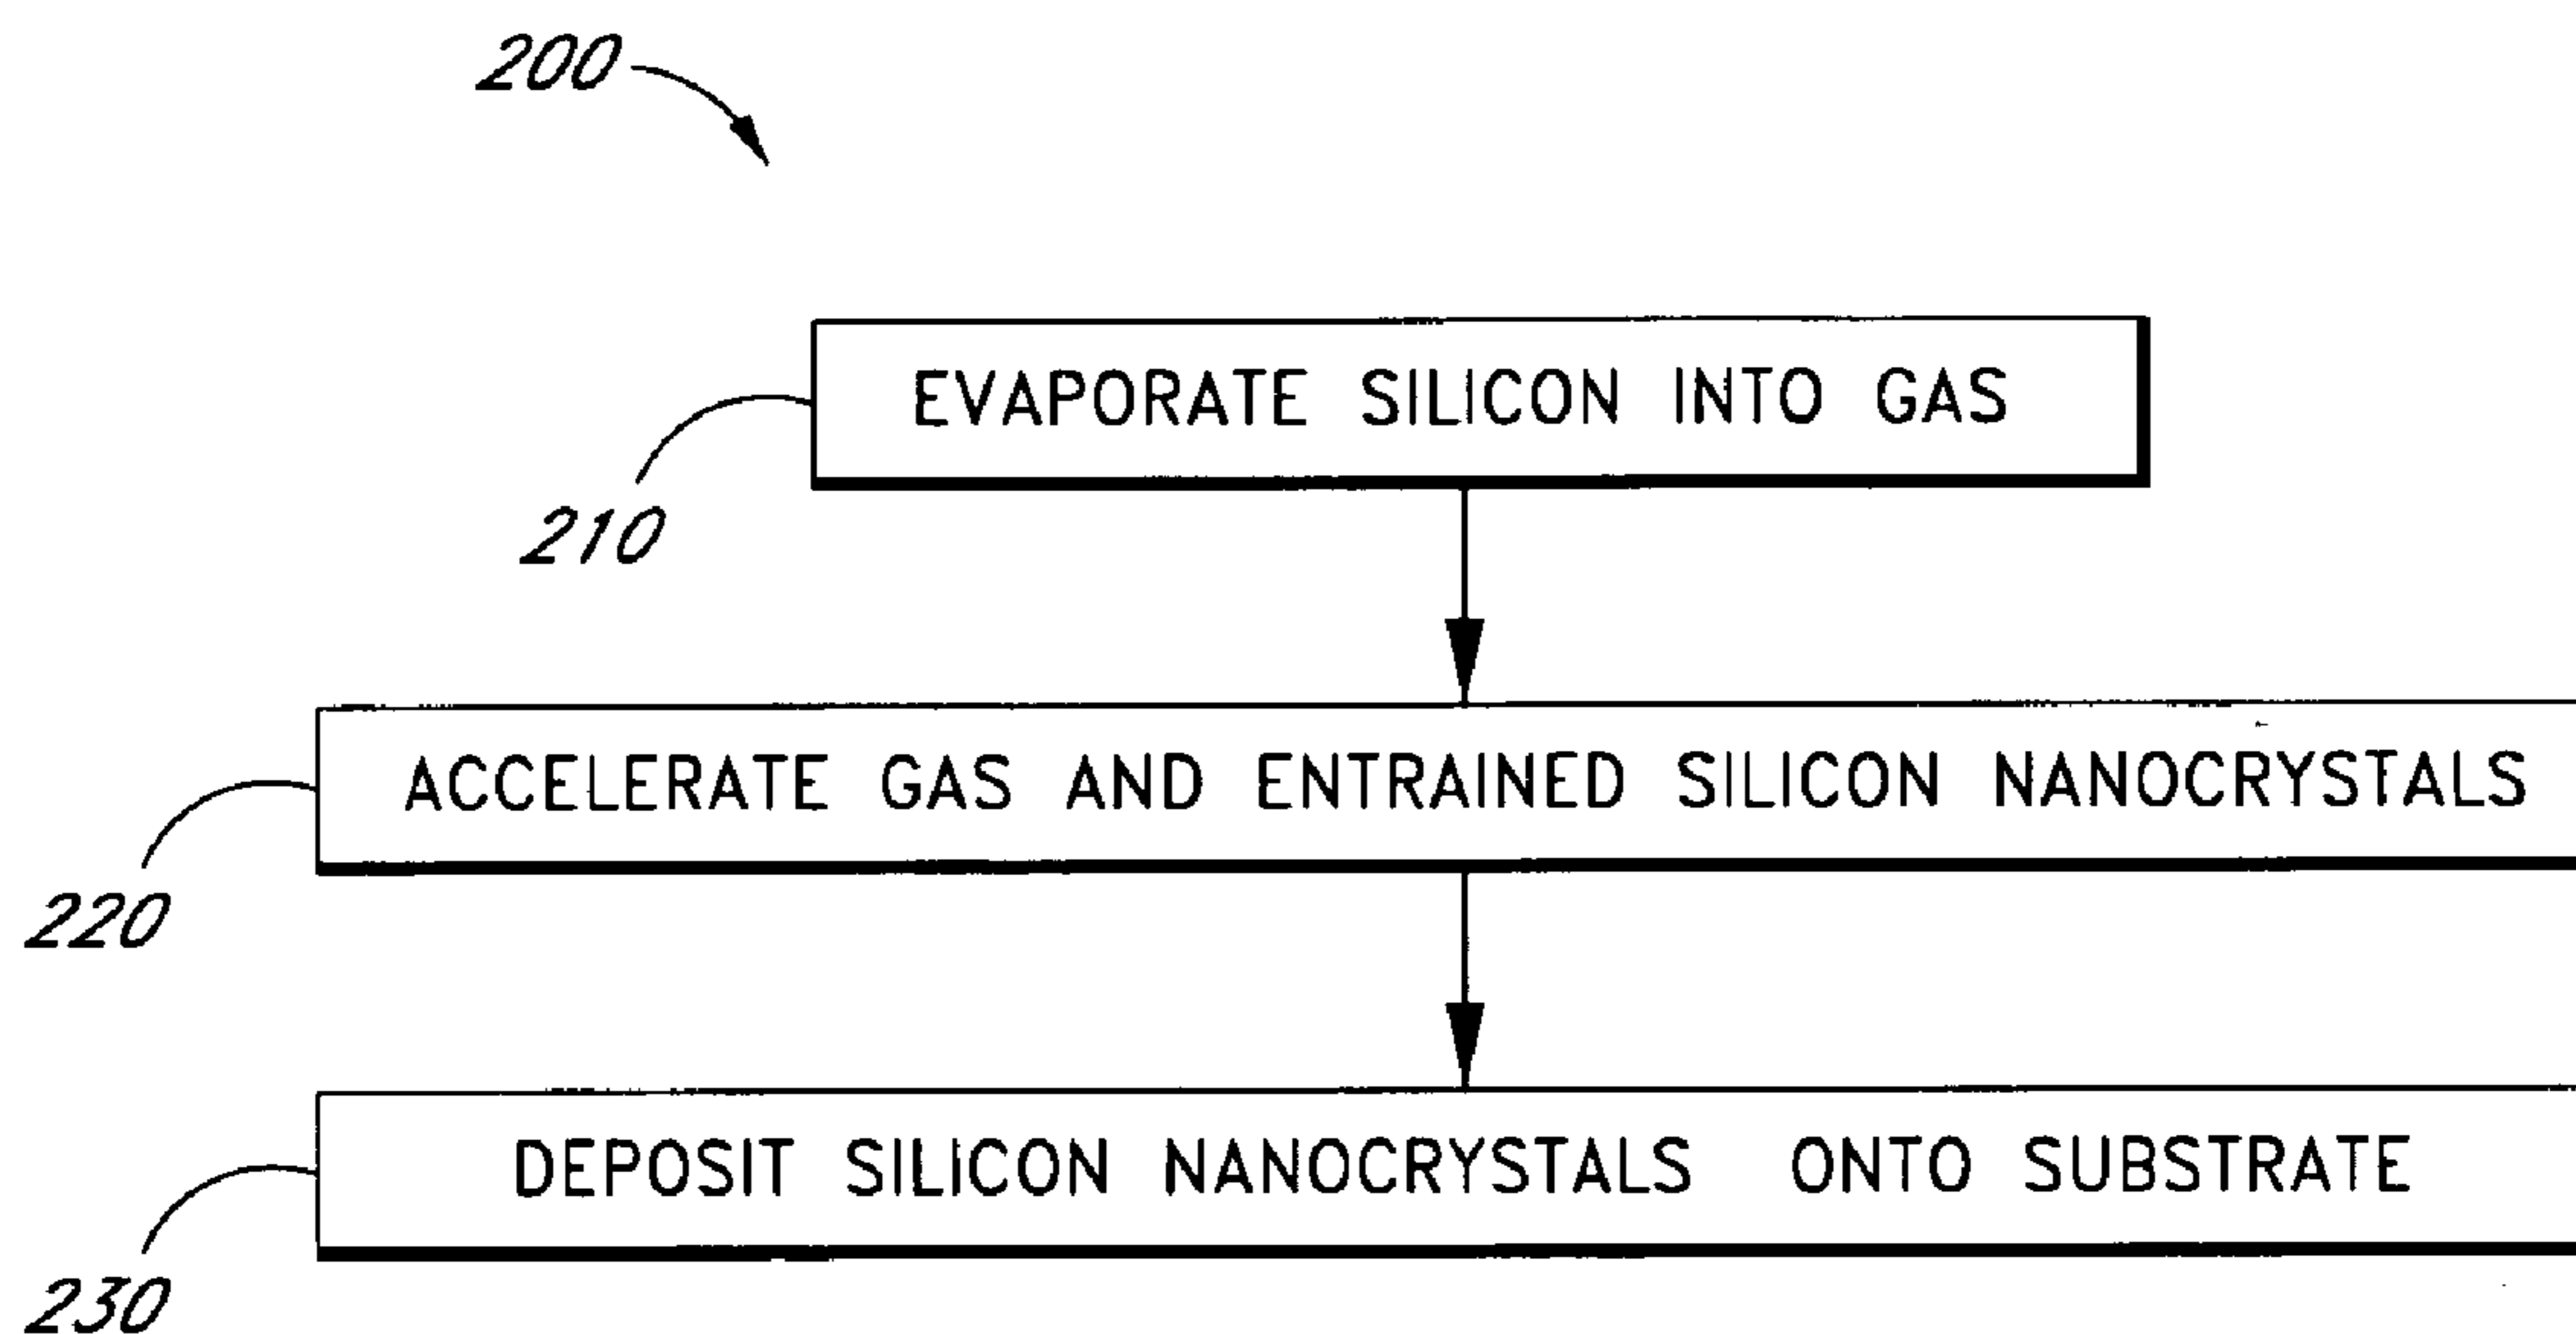 200
EVAPORATE SILICON INTO GAS
210
ACCELERATE GAS AND ENTRAINED SILICON NANOCRYSTALS
220
DEPOSIT SILICON NANOCRYSTALS ONTO SUBSTRATE
230